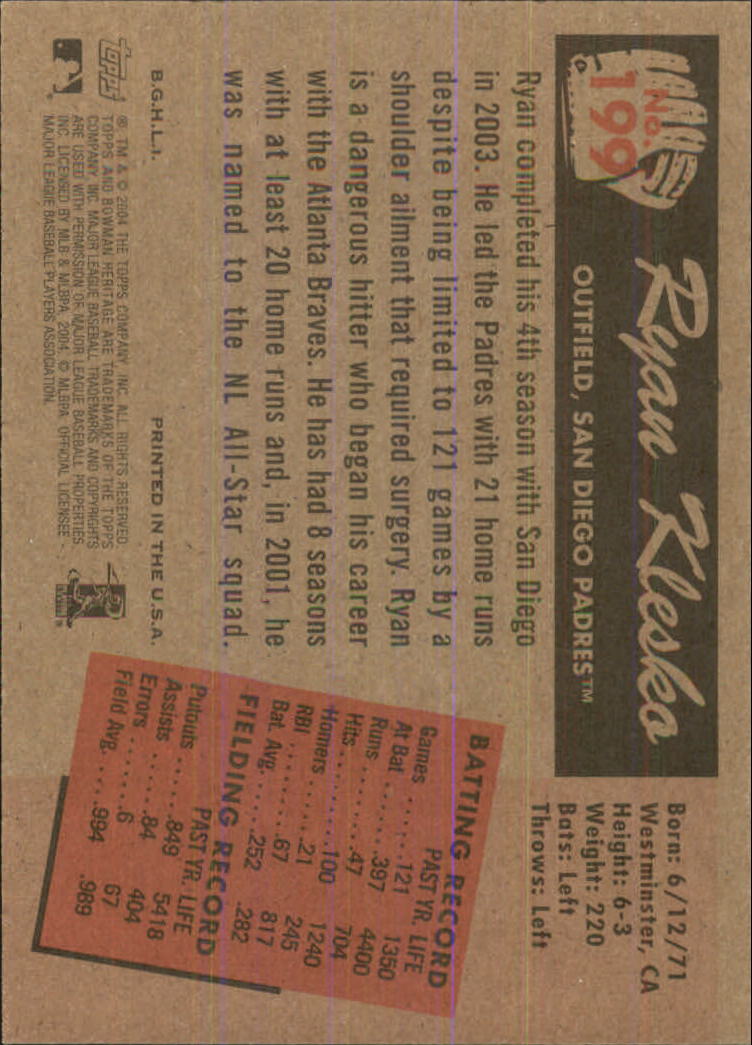 No.
199
Ryan Klesko
OUTFIELD, SAN DIEGO PADRES™
Born: 6/12/71
Westminster, CA
Height: 6-3
Weight: 220
Bats: Left
Throws: Left
Ryan completed his 4th season with San Diego
in 2003. He led the Padres with 21 home runs
despite being limited to 121 games by a
shoulder ailment that required surgery. Ryan
is a dangerous hitter who began his career
with the Atlanta Braves. He has had 8 seasons
with at least 20 home runs and, in 2001, he
was named to the NL All-Star squad.
BATTING RECORD
PAST YR. LIFE
Games ......121 1350
At Bat ......397 4400
Runs ........47 704
Hits ........100 1240
Homers ......21 245
RBI .........67 817
Bat. Avg. ....252 .282
FIELDING RECORD
PAST YR. LIFE
Putouts .....849 5418
Assists .....84 404
Errors ......6 67
Field Avg. ....994 .989
B.G.H.L.I. PRINTED IN THE U.S.A.
topps
® TM & © 2004 THE TOPPS COMPANY, INC. ALL RIGHTS RESERVED.
TOPPS AND BOWMAN HERITAGE ARE TRADEMARKS OF THE TOPPS
COMPANY, INC. MAJOR LEAGUE BASEBALL TRADEMARKS AND COPYRIGHTS
ARE USED WITH PERMISSION OF MAJOR LEAGUE BASEBALL PROPERTIES
INC. LICENSED BY MLB & MLBPA 2004. © MLBPA OFFICIAL LICENSEE -
MAJOR LEAGUE BASEBALL PLAYERS ASSOCIATION.